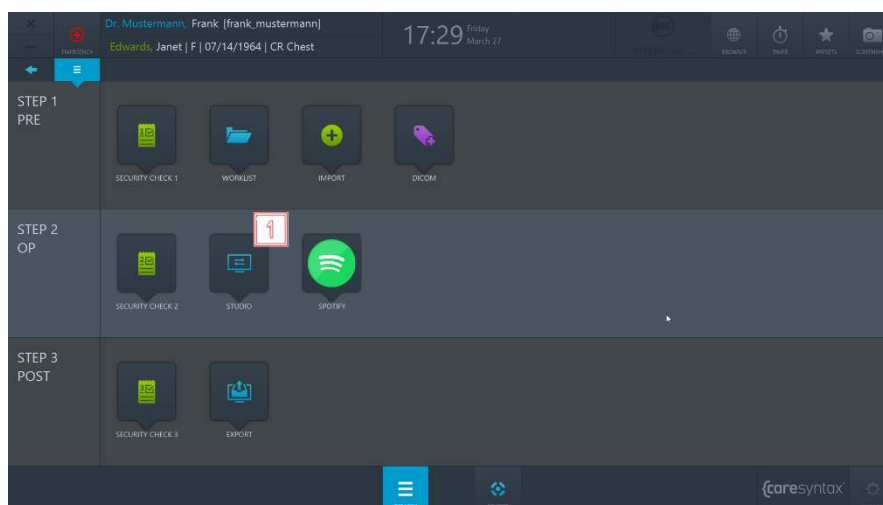 Dr. Mustermann, Frank [frank_mustermann]
Edwards, Janet | F | 07/14/1964 | CR Chest
17:29 Friday
March 27
REC
BROWSER
TIMER
PRESETS
STEP 1
PRE
SECURITY CHECK 1
WORKLIST
IMPORT
DICOM
STEP 2
OP
1
SECURITY CHECK 2
STUDIO
SPOTIFY
STEP 3
POST
SECURITY CHECK 3
EXPORT
{caresyntax